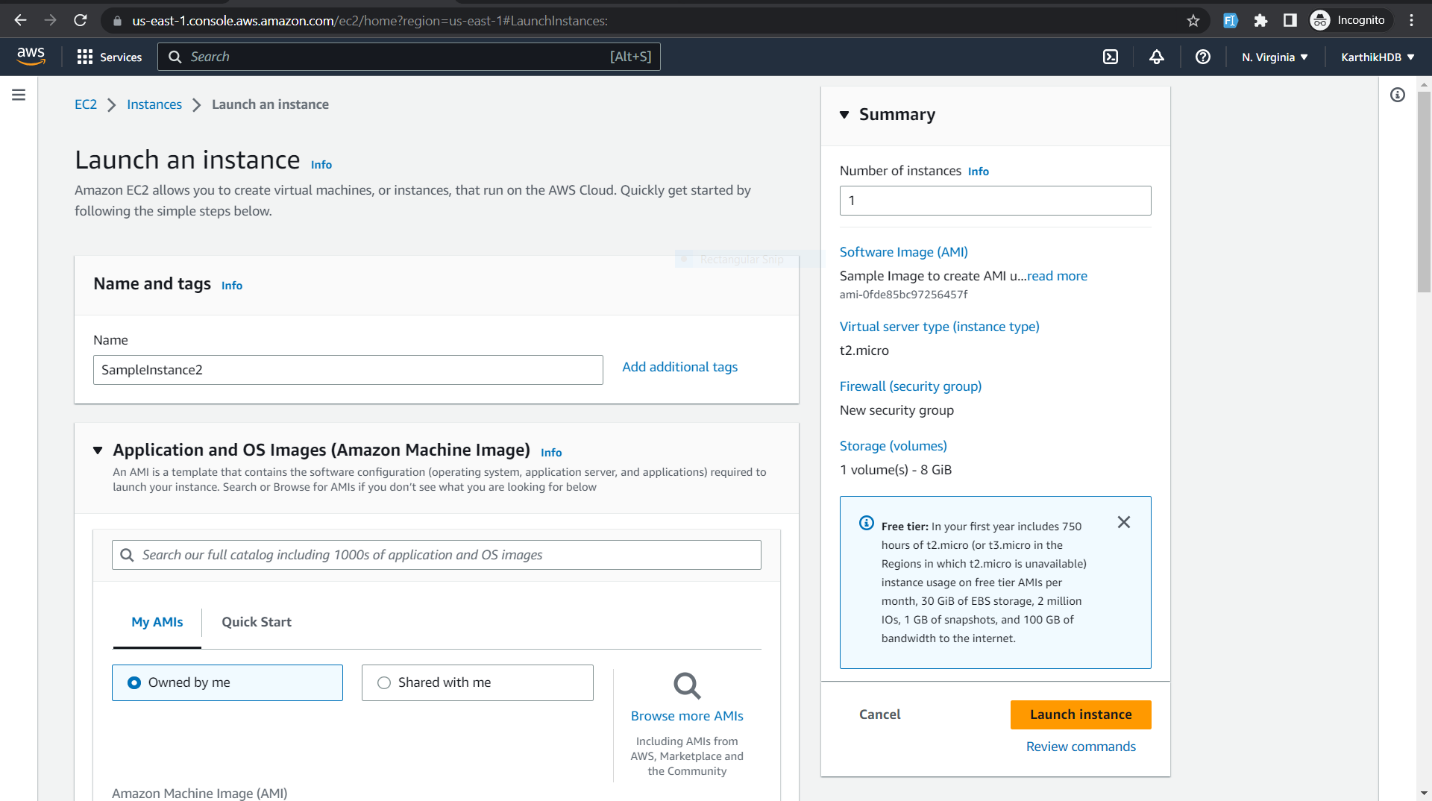 us-east-1.console.aws.amazon.com/ec2/home?region=us-east-1#LaunchInstances:
Incognito
aws
Services
Search
[Alt+S]
N. Virginia
KarthikHDB
EC2
Instances
Launch an instance
Launch an instance Info
Amazon EC2 allows you to create virtual machines, or instances, that run on the AWS Cloud. Quickly get started by
following the simple steps below.
Rectangular Snip
Name and tags Info
Name
SampleInstance2
Add additional tags
Application and OS Images (Amazon Machine Image) Info
An AMI is a template that contains the software configuration (operating system, application server, and applications) required to
launch your instance. Search or Browse for AMIs if you don't see what you are looking for below
Search our full catalog including 1000s of application and OS images
My AMIs
Quick Start
Owned by me
Shared with me
Browse more AMIs
Including AMIs from
AWS, Marketplace and
the Community
Amazon Machine Image (AMI)
Summary
Number of instances Info
1
Software Image (AMI)
Sample Image to create AMI u...read more
ami-0fde85bc97256457f
Virtual server type (instance type)
t2.micro
Firewall (security group)
New security group
Storage (volumes)
1 volume(s) - 8 GiB
Free tier: In your first year includes 750
hours of t2.micro (or t3.micro in the
Regions in which t2.micro is unavailable)
instance usage on free tier AMIs per
month, 30 GiB of EBS storage, 2 million
IOs, 1 GB of snapshots, and 100 GB of
bandwidth to the internet.
Cancel
Launch instance
Review commands